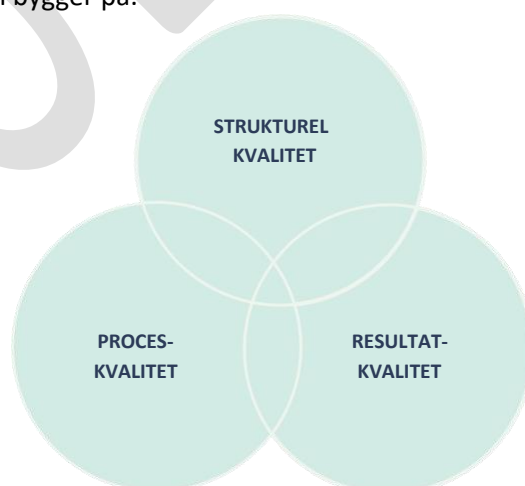 bygger på.
STRUKTUREL
KVALITET
PROCES-
KVALITET
RESULTAT-
KVALITET